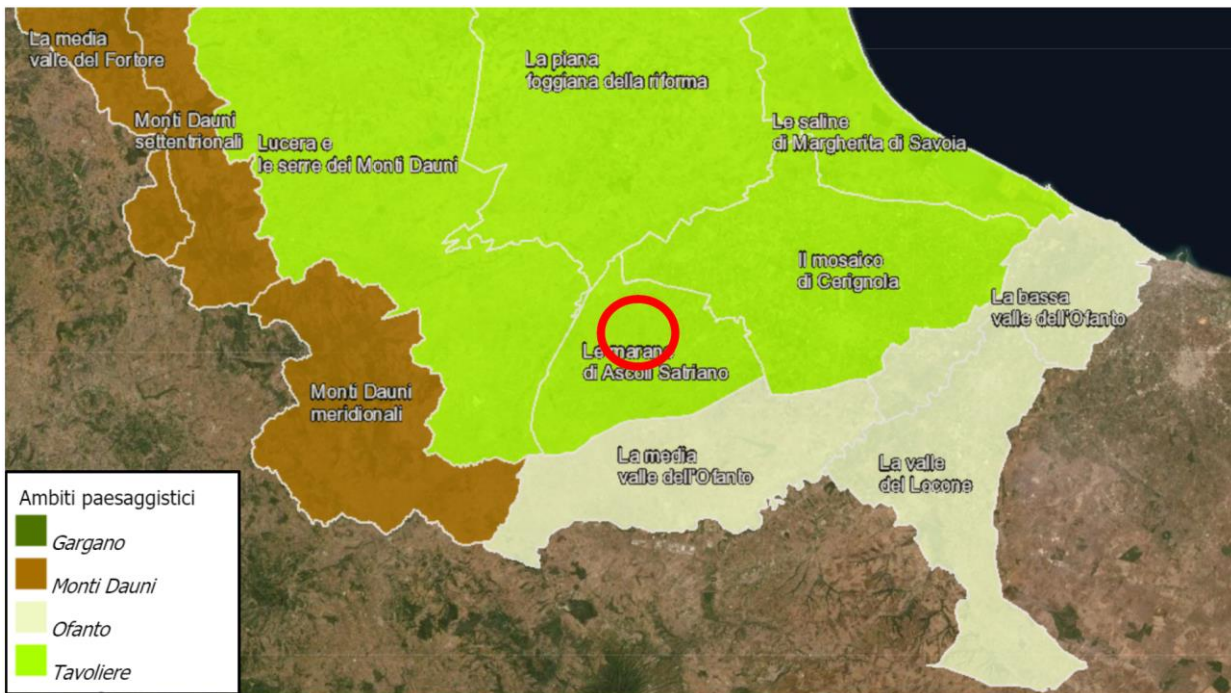 La media
valle del Fortore
Monti Dauni
settentrionali
Lucera e
le serre dei Monti Dauni
La piana
foggiana della riforma
Le saline
di Margherita di Savoia
Il mosaico
di Cerignola
La bassa
valle dell'Ofanto
Le marane
di Ascoli Satriano
Monti Dauni
meridionali
La media
valle dell'Ofanto
La valle
del Locone
Ambiti paesaggistici
Gargano
Monti Dauni
Ofanto
Tavoliere